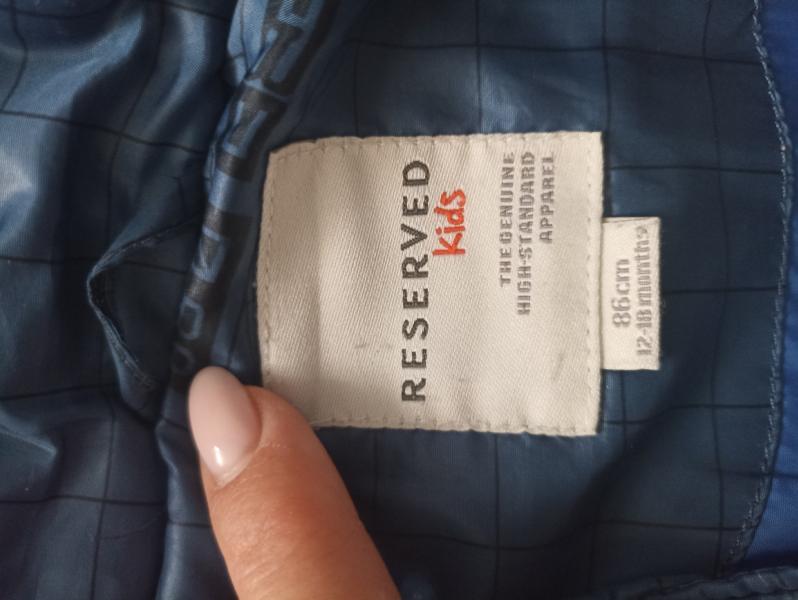 RESERVED
kids
THE GENUINE
HIGH-STANDARD
APPAREL
86cm
12-18 months